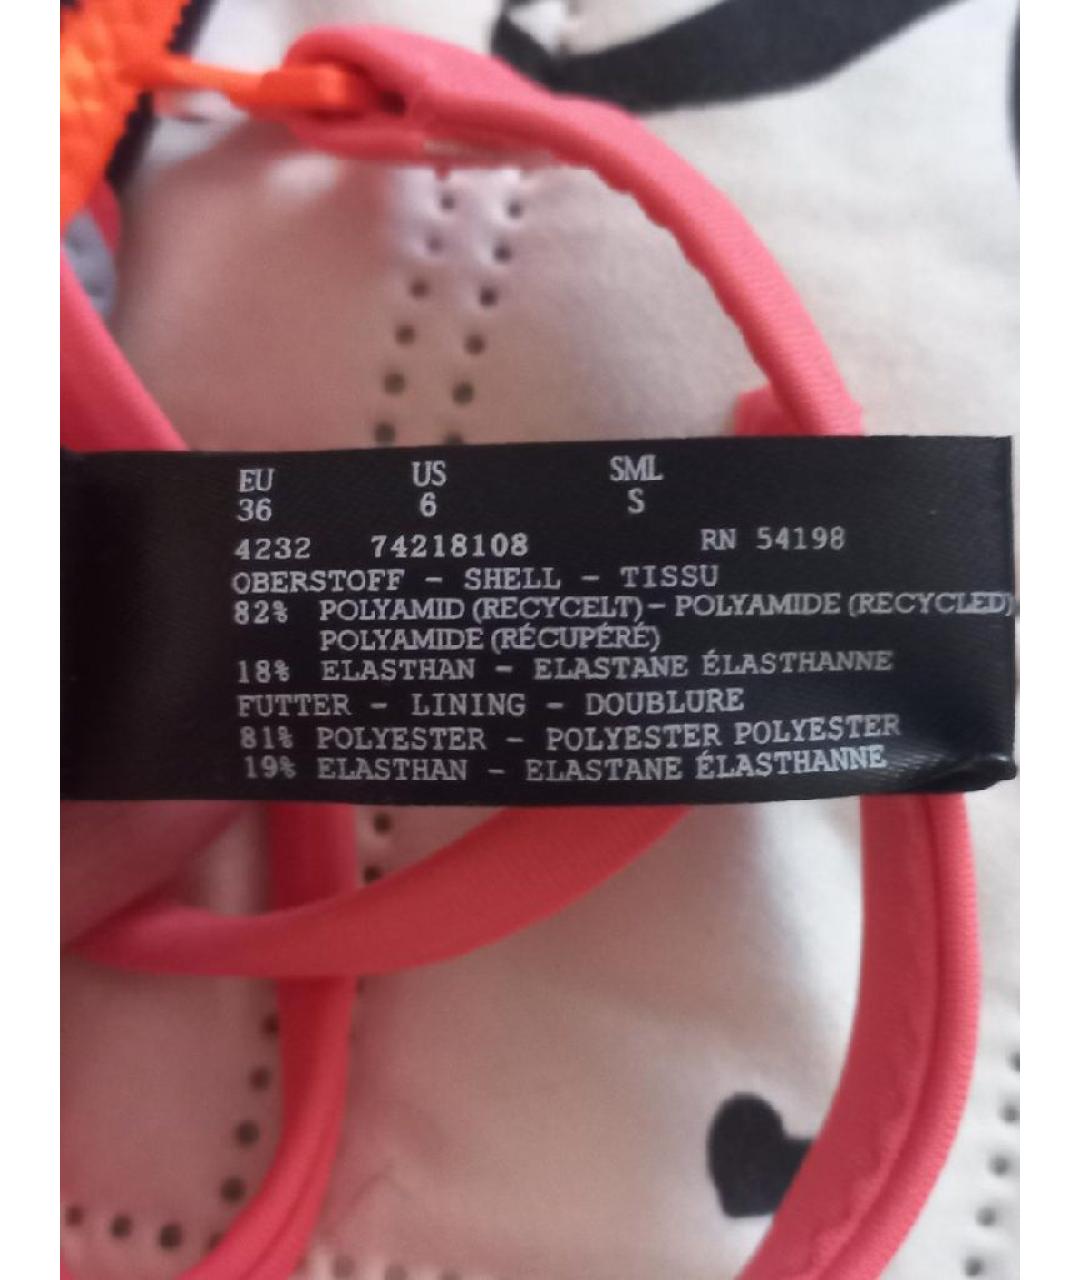 EU US SML
36 6 S
4232 74218108 RN 54198
OBERSTOFF - SHELL - TISSU
82% POLYAMID (RECYCELT) - POLYAMIDE (RECYCLED)
POLYAMIDE (RÉCUPÉRÉ)
18% ELASTHAN - ELASTANE ÉLASTHANNE
FUTTER - LINING - DOUBLURE
81% POLYESTER - POLYESTER POLYESTER
19% ELASTHAN - ELASTANE ÉLASTHANNE